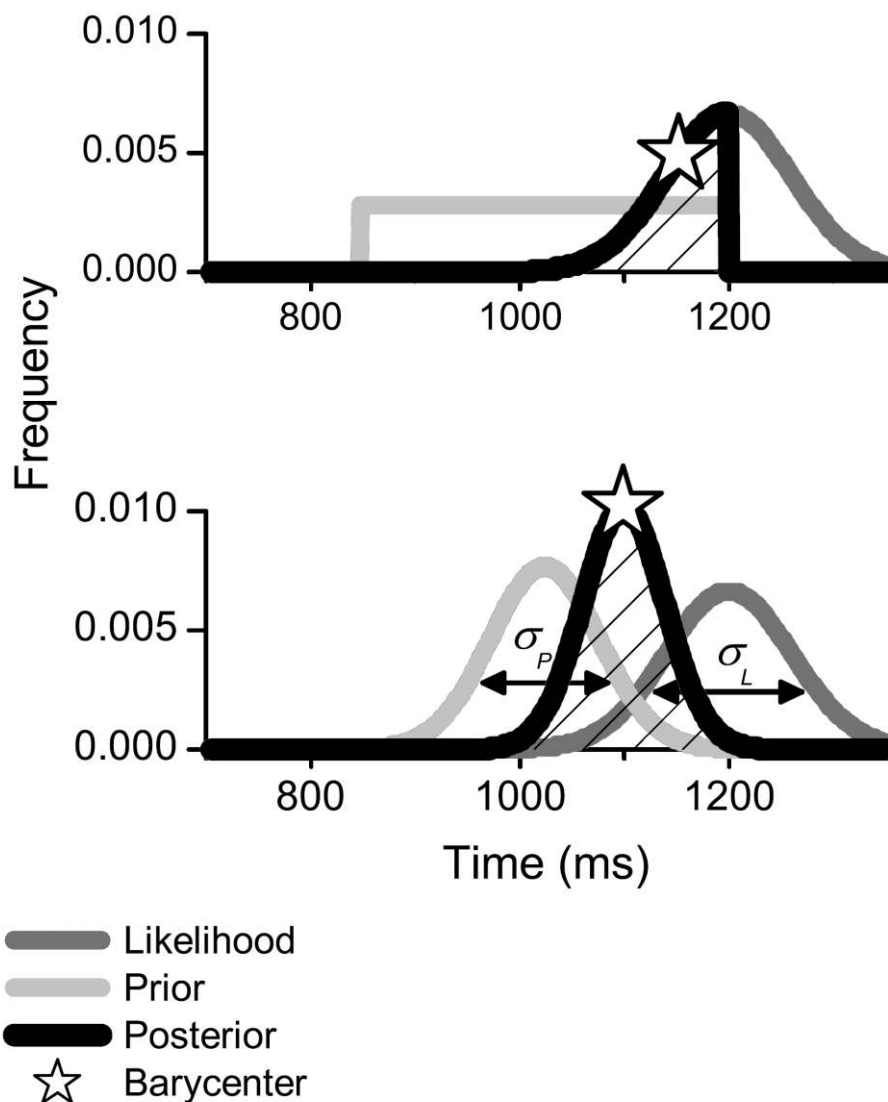 0.010
0.005
0.000
800 1000 1200
Frequency
0.010
0.005
0.000
σP σL
800 1000 1200
Time (ms)
Likelihood
Prior
Posterior
Barycenter